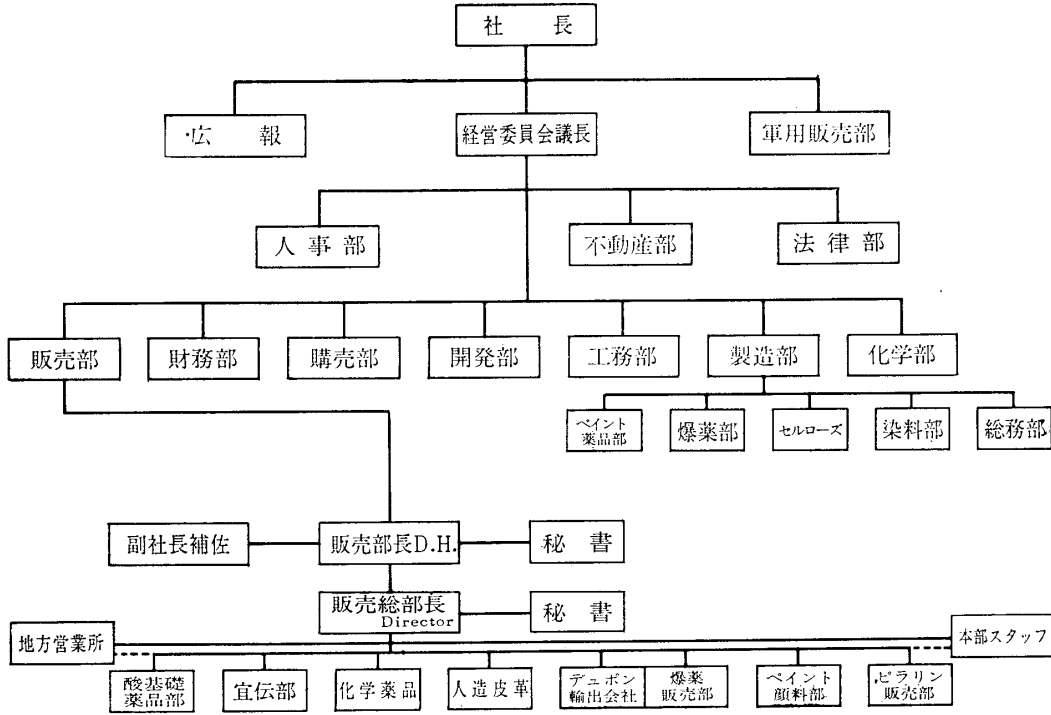 社長
広報
経営委員会議長
軍用販売部
人事部
不動産部
法律部
販売部
財務部
購売部
開発部
工務部
製造部
化学部
ペイント
薬品部
爆薬部
セルローズ
染料部
総務部
副社長補佐
販売部長D.H.
秘書
販売総部長
Director
秘書
地方営業所
本部スタッフ
酸基礎
薬品部
宣伝部
化学薬品
人造皮革
デュポン
輸出会社
爆薬
販売部
ペイント
顔料部
ピラリン
販売部